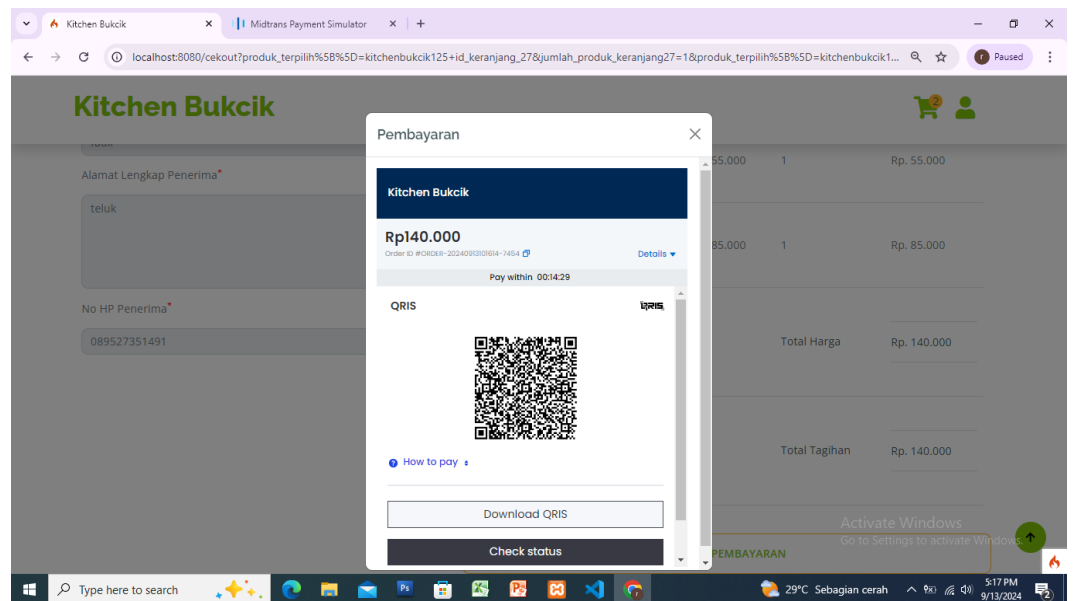 Kitchen Bukcik
Midtrans Payment Simulator
localhost:8080/cekout?produk_terpilih%5B%5D=kitchenbukcik125+id_keranjang_27&jumlah_produk_keranjang27=1&produk_terpilih%5B%5D=kitchenbukcik1...
Paused
Kitchen Bukcik
2
Alamat Lengkap Penerima*
teluk
No HP Penerima*
089527351491
55.000 1 Rp. 55.000
85.000 1 Rp. 85.000
Total Harga Rp. 140.000
Total Tagihan Rp. 140.000
PEMBAYARAN
Pembayaran
Kitchen Bukcik
Rp140.000
Order ID #ORDER-20240913101614-7454
Details
Pay within 00:14:29
QRIS
QRIS
How to pay
Download QRIS
Check status
Activate Windows
Go to Settings to activate Windows.
Type here to search
Ps
29°C Sebagian cerah
5:17 PM
9/13/2024
2